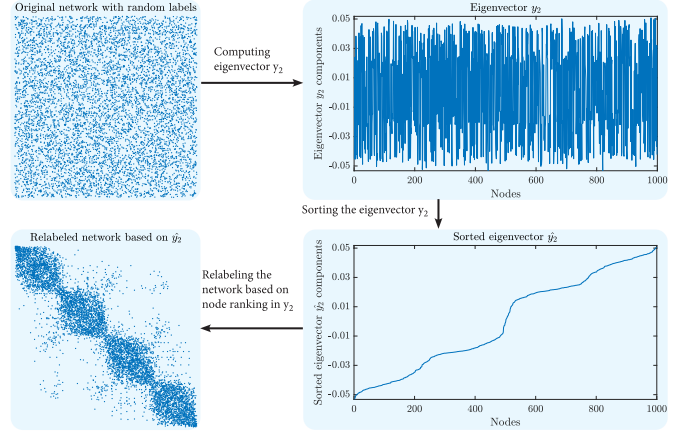 Original network with random labels
Computing
eigenvector y2
Eigenvector y2
Eigenvector y2 components
0.05
0.03
0.01
-0.01
-0.03
-0.05
0 200 400 600 800 1000
Nodes
Sorting the eigenvector y2
Relabeled network based on ŷ2
Relabeling the
network based on
node ranking in y2
Sorted eigenvector ŷ2
Sorted eigenvector ŷ2 components
0.05
0.03
0.01
-0.01
-0.03
-0.05
0 200 400 600 800 1000
Nodes